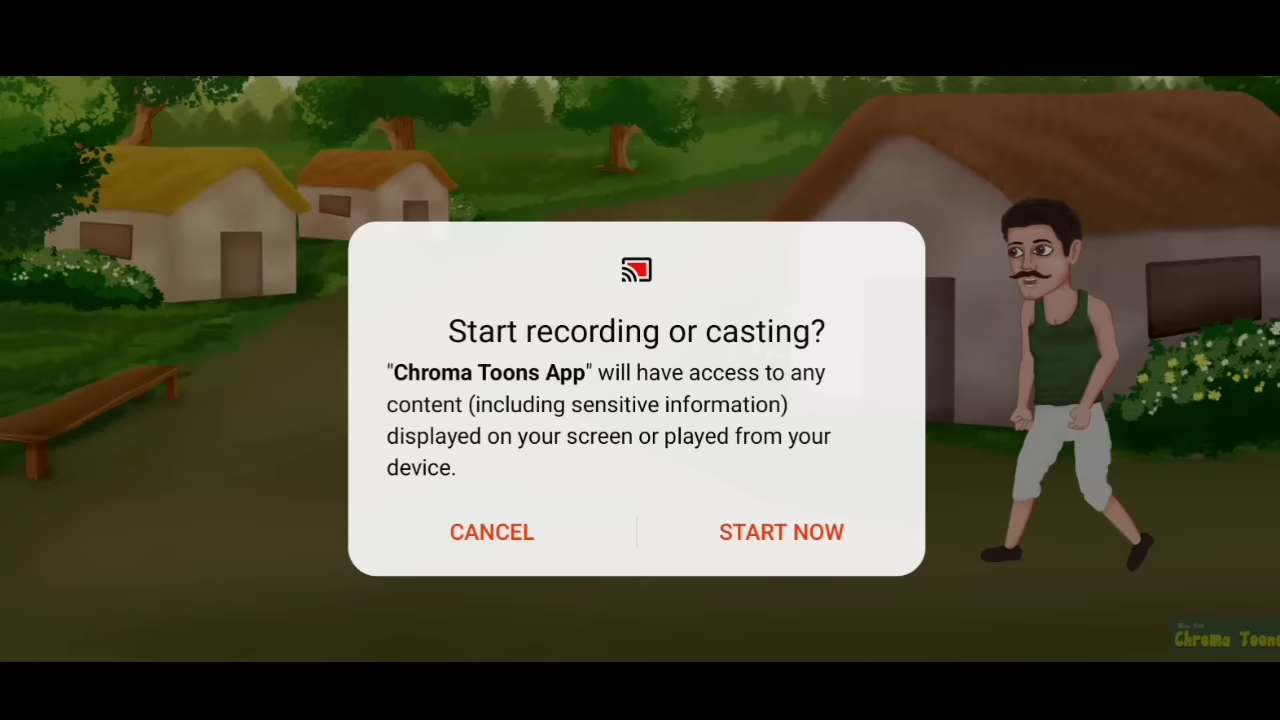 Start recording or casting?
"Chroma Toons App" will have access to any
content (including sensitive information)
displayed on your screen or played from your
device.
CANCEL
START NOW
Chroma Toons